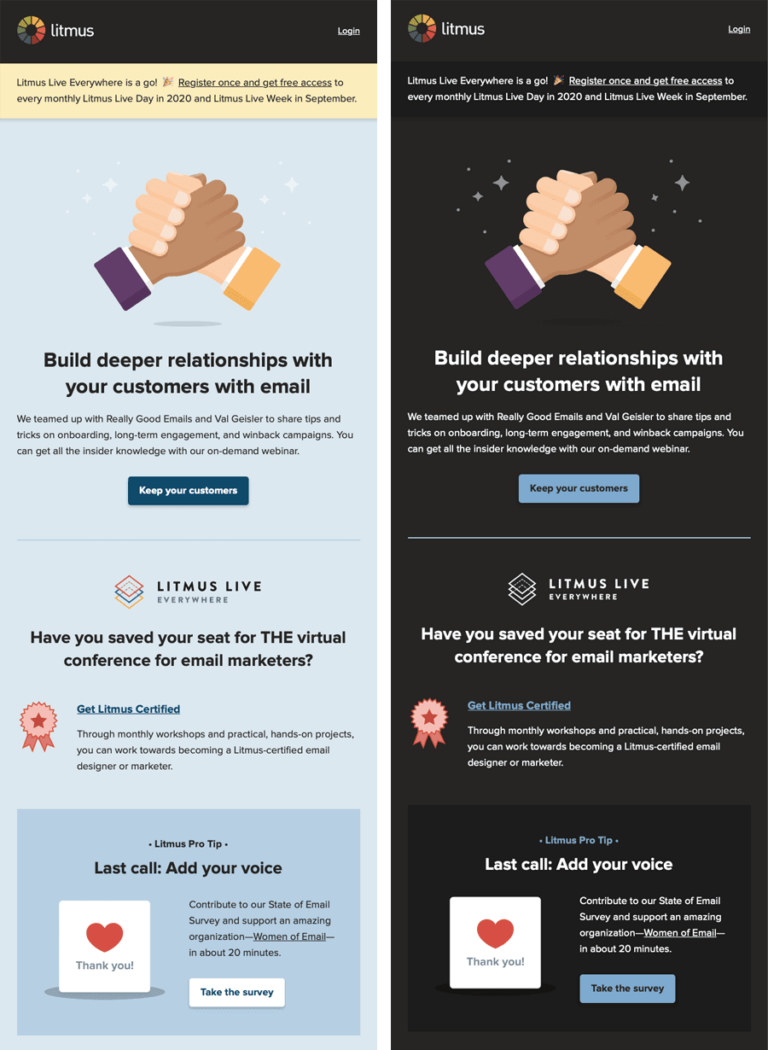 litmus
Login
Litmus Live Everywhere is a go! 🎉 Register once and get free access to
every monthly Litmus Live Day in 2020 and Litmus Live Week in September.
Build deeper relationships with
your customers with email
We teamed up with Really Good Emails and Val Geisler to share tips and
tricks on onboarding, long-term engagement, and winback campaigns. You
can get all the insider knowledge with our on-demand webinar.
Keep your customers
LITMUS LIVE
EVERYWHERE
Have you saved your seat for THE virtual
conference for email marketers?
Get Litmus Certified
Through monthly workshops and practical, hands-on projects,
you can work towards becoming a Litmus-certified email
designer or marketer.
• Litmus Pro Tip •
Last call: Add your voice
Thank you!
Contribute to our State of Email
Survey and support an amazing
organization—Women of Email—
in about 20 minutes.
Take the survey
litmus
Login
Litmus Live Everywhere is a go! 🎉 Register once and get free access to
every monthly Litmus Live Day in 2020 and Litmus Live Week in September.
Build deeper relationships with
your customers with email
We teamed up with Really Good Emails and Val Geisler to share tips and
tricks on onboarding, long-term engagement, and winback campaigns. You
can get all the insider knowledge with our on-demand webinar.
Keep your customers
LITMUS LIVE
EVERYWHERE
Have you saved your seat for THE virtual
conference for email marketers?
Get Litmus Certified
Through monthly workshops and practical, hands-on projects,
you can work towards becoming a Litmus-certified email
designer or marketer.
• Litmus Pro Tip •
Last call: Add your voice
Thank you!
Contribute to our State of Email
Survey and support an amazing
organization—Women of Email—
in about 20 minutes.
Take the survey